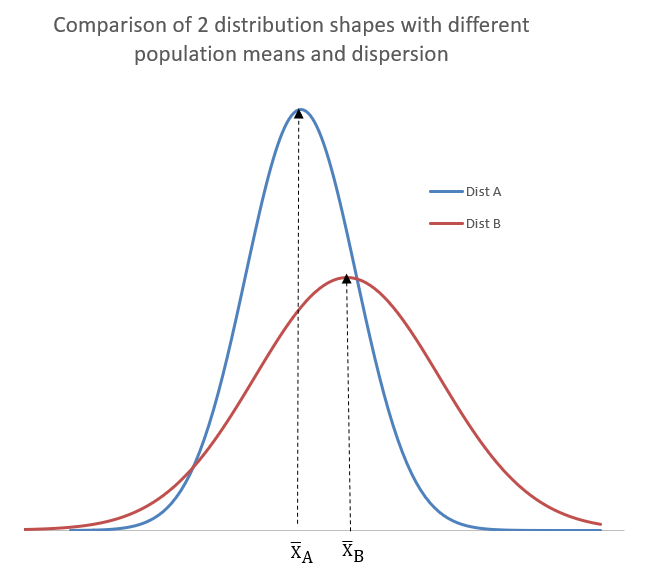 Comparison of 2 distribution shapes with different
population means and dispersion
Dist A
Dist B
X̅A X̅B